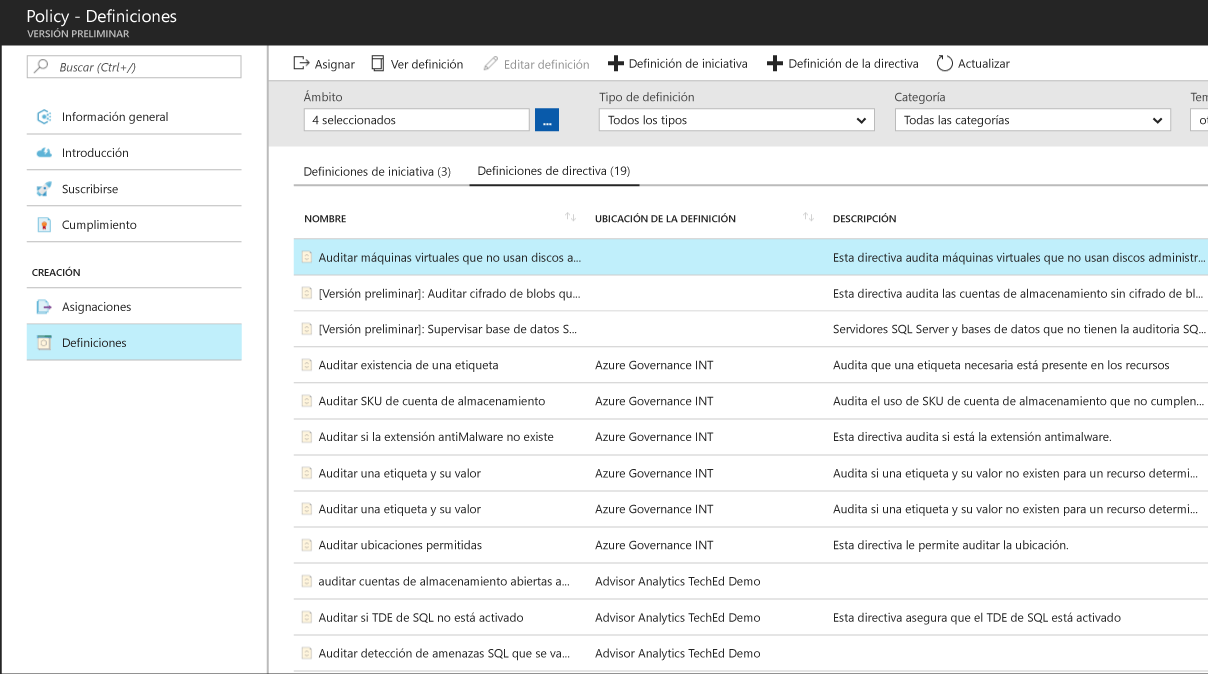 Policy - Definiciones
VERSIÓN PRELIMINAR
Buscar (Ctrl+/)
Información general
Introducción
Suscribirse
Cumplimiento
CREACIÓN
Asignaciones
Definiciones
Asignar Ver definición Editar definición Definición de iniciativa Definición de la directiva Actualizar
Ámbito Tipo de definición Categoría
4 seleccionados ... Todos los tipos Todas las categorías
Definiciones de iniciativa (3) Definiciones de directiva (19)
NOMBRE UBICACIÓN DE LA DEFINICIÓN DESCRIPCIÓN
Auditar máquinas virtuales que no usan discos a... Esta directiva audita máquinas virtuales que no usan discos administr...
[Versión preliminar]: Auditar cifrado de blobs qu... Esta directiva audita las cuentas de almacenamiento sin cifrado de bl...
[Versión preliminar]: Supervisar base de datos S... Servidores SQL Server y bases de datos que no tienen la auditoria SQ...
Auditar existencia de una etiqueta Azure Governance INT Audita que una etiqueta necesaria está presente en los recursos
Auditar SKU de cuenta de almacenamiento Azure Governance INT Audita el uso de SKU de cuenta de almacenamiento que no cumplen...
Auditar si la extensión antiMalware no existe Azure Governance INT Esta directiva audita si está la extensión antimalware.
Auditar una etiqueta y su valor Azure Governance INT Audita si una etiqueta y su valor no existen para un recurso determi...
Auditar una etiqueta y su valor Azure Governance INT Audita si una etiqueta y su valor no existen para un recurso determi...
Auditar ubicaciones permitidas Azure Governance INT Esta directiva le permite auditar la ubicación.
auditar cuentas de almacenamiento abiertas a... Advisor Analytics TechEd Demo
Auditar si TDE de SQL no está activado Advisor Analytics TechEd Demo Esta directiva asegura que el TDE de SQL está activado
Auditar detección de amenazas SQL que se va... Advisor Analytics TechEd Demo